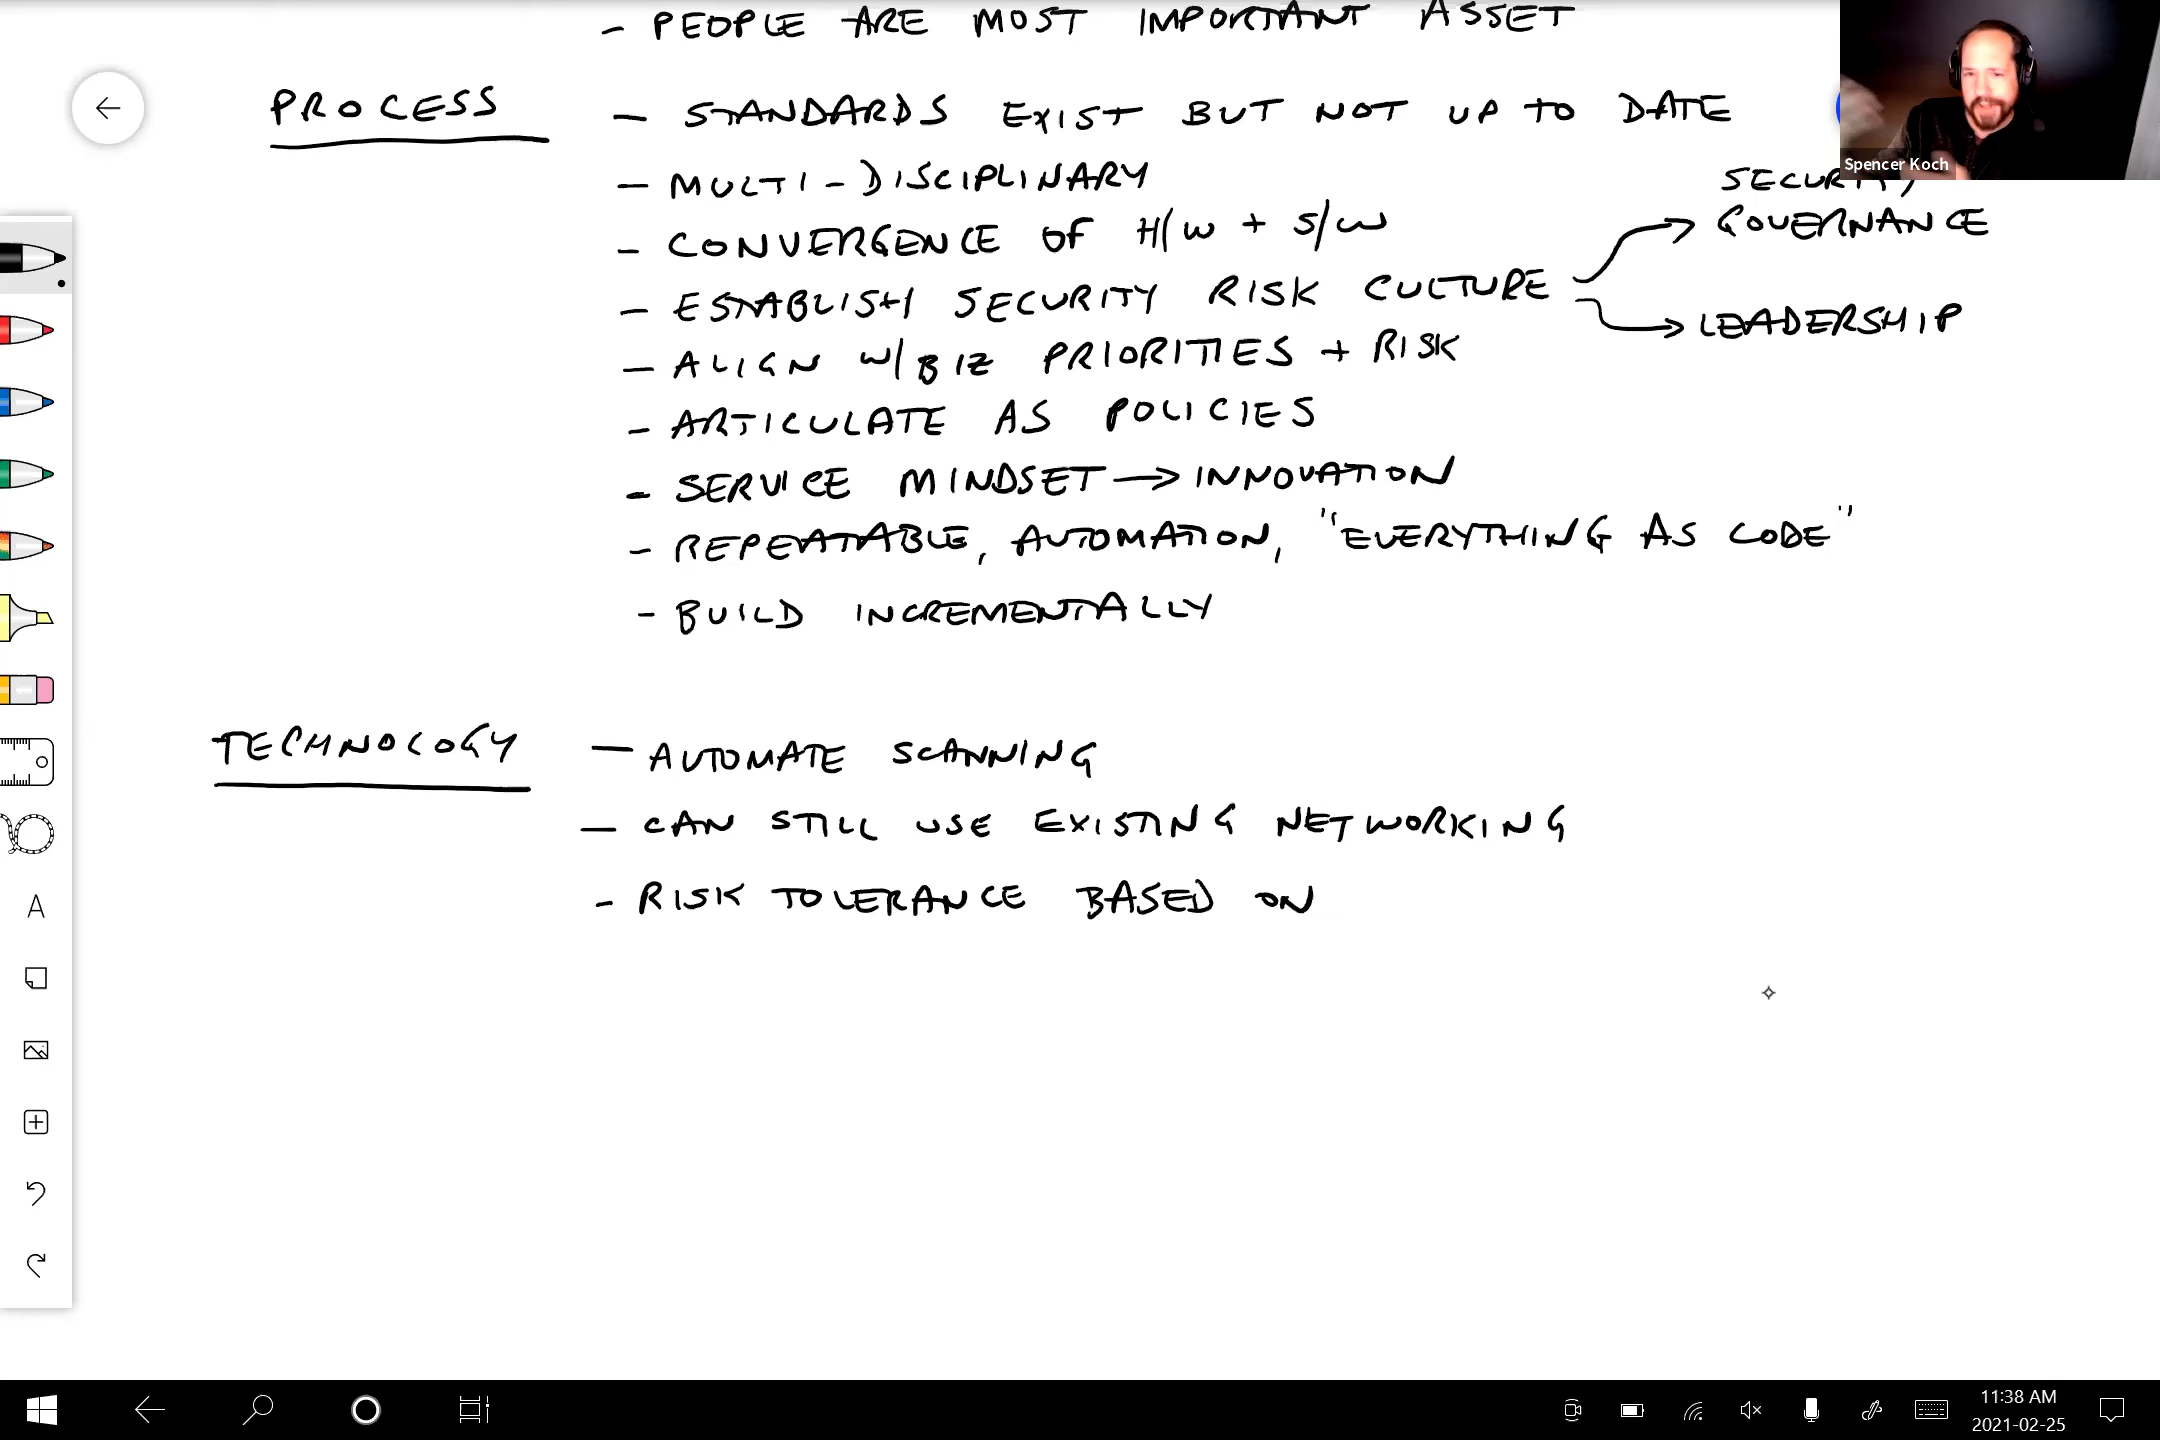 - PEOPLE ARE MOST IMPORTANT ASSET
PROCESS
- STANDARDS EXIST BUT NOT UP TO DATE
- MULTI-DISCIPLINARY
- CONVERGENCE OF H/W + S/W
- ESTABLISH SECURITY RISK CULTURE
SECURITY
GOVERNANCE
LEADERSHIP
- ALIGN W/BIZ PRIORITIES + RISK
- ARTICULATE AS POLICIES
- SERVICE MINDSET → INNOVATION
- REPEATABLE, AUTOMATION, "EVERYTHING AS CODE"
- BUILD INCREMENTALLY
TECHNOLOGY
- AUTOMATE SCANNING
- CAN STILL USE EXISTING NETWORKING
- RISK TOLERANCE BASED ON
Spencer Koch
A
11:38 AM
2021-02-25